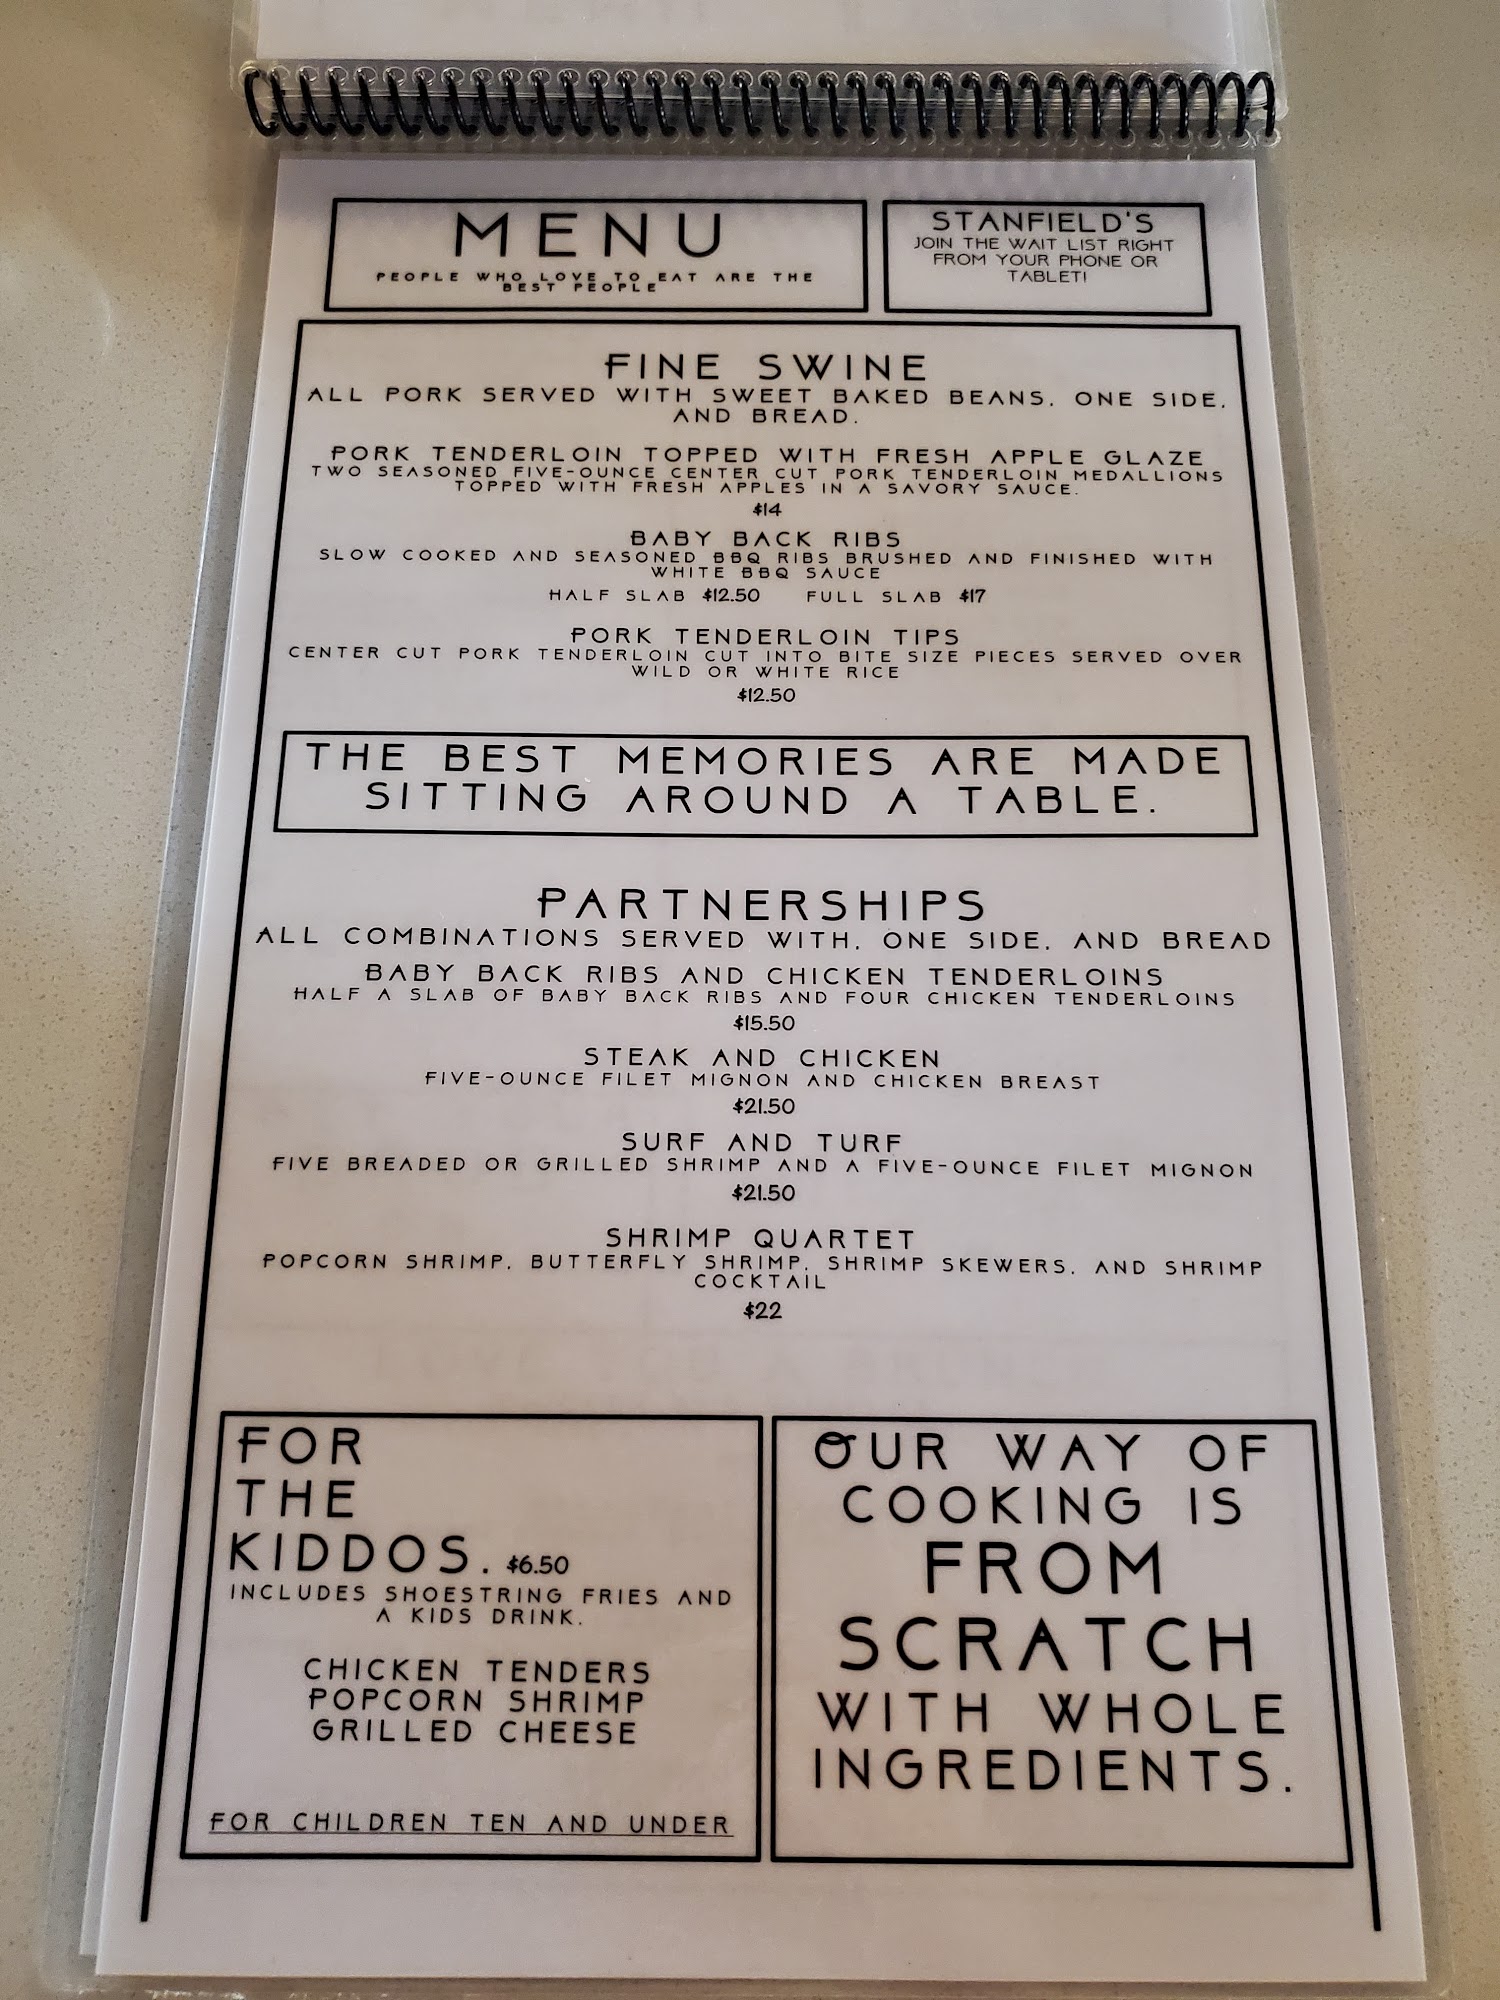 MENU
PEOPLE WHO LOVE TO EAT ARE THE
BEST PEOPLE
STANFIELD'S
JOIN THE WAIT LIST RIGHT
FROM YOUR PHONE OR
TABLET!
FINE SWINE
ALL PORK SERVED WITH SWEET BAKED BEANS, ONE SIDE,
AND BREAD.
PORK TENDERLOIN TOPPED WITH FRESH APPLE GLAZE
TWO SEASONED FIVE-OUNCE CENTER CUT PORK TENDERLOIN MEDALLIONS
TOPPED WITH FRESH APPLES IN A SAVORY SAUCE.
$14
BABY BACK RIBS
SLOW COOKED AND SEASONED BBQ RIBS BRUSHED AND FINISHED WITH
WHITE BBQ SAUCE
HALF SLAB $12.50 FULL SLAB $17
PORK TENDERLOIN TIPS
CENTER CUT PORK TENDERLOIN CUT INTO BITE SIZE PIECES SERVED OVER
WILD OR WHITE RICE
$12.50
THE BEST MEMORIES ARE MADE
SITTING AROUND A TABLE.
PARTNERSHIPS
ALL COMBINATIONS SERVED WITH, ONE SIDE, AND BREAD
BABY BACK RIBS AND CHICKEN TENDERLOINS
HALF A SLAB OF BABY BACK RIBS AND FOUR CHICKEN TENDERLOINS
$15.50
STEAK AND CHICKEN
FIVE-OUNCE FILET MIGNON AND CHICKEN BREAST
$21.50
SURF AND TURF
FIVE BREADED OR GRILLED SHRIMP AND A FIVE-OUNCE FILET MIGNON
$21.50
SHRIMP QUARTET
POPCORN SHRIMP, BUTTERFLY SHRIMP, SHRIMP SKEWERS, AND SHRIMP
COCKTAIL
$22
FOR
THE
KIDDOS. $6.50
INCLUDES SHOESTRING FRIES AND
A KIDS DRINK.
CHICKEN TENDERS
POPCORN SHRIMP
GRILLED CHEESE
FOR CHILDREN TEN AND UNDER
OUR WAY OF
COOKING IS
FROM
SCRATCH
WITH WHOLE
INGREDIENTS.